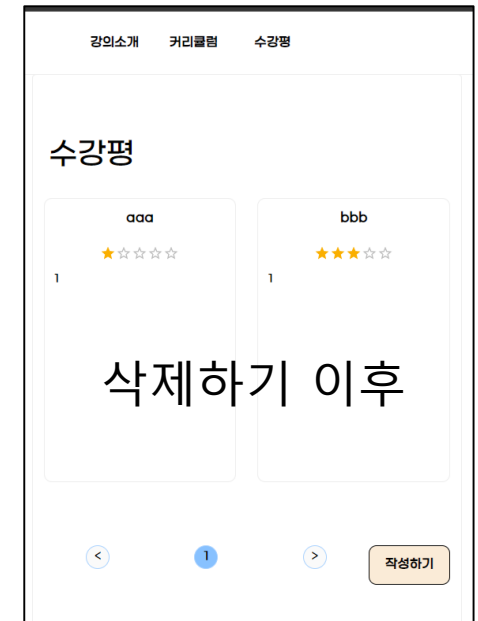 강의소개 커리큘럼 수강평
수강평
aaa bbb
1 1
삭제하기 이후
< 1 > 작성하기